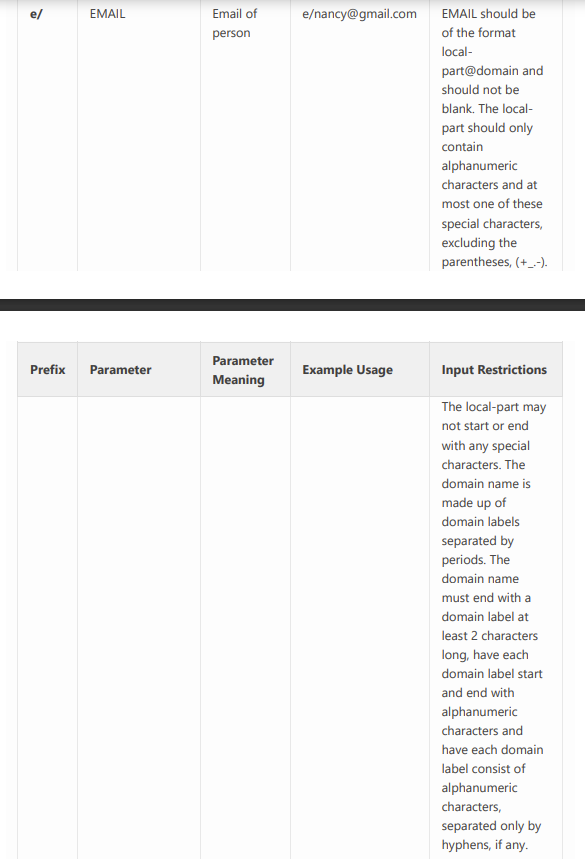 e/ EMAIL Email of e/nancy@gmail.com EMAIL should be
person of the format
local-
part@domain and
should not be
blank. The local-
part should only
contain
alphanumeric
characters and at
most one of these
special characters,
excluding the
parentheses, (+_.-).
Prefix Parameter Parameter Meaning Example Usage Input Restrictions
The local-part may
not start or end
with any special
characters. The
domain name is
made up of
domain labels
separated by
periods. The
domain name
must end with a
domain label at
least 2 characters
long, have each
domain label start
and end with
alphanumeric
characters and
have each domain
label consist of
alphanumeric
characters,
separated only by
hyphens, if any.